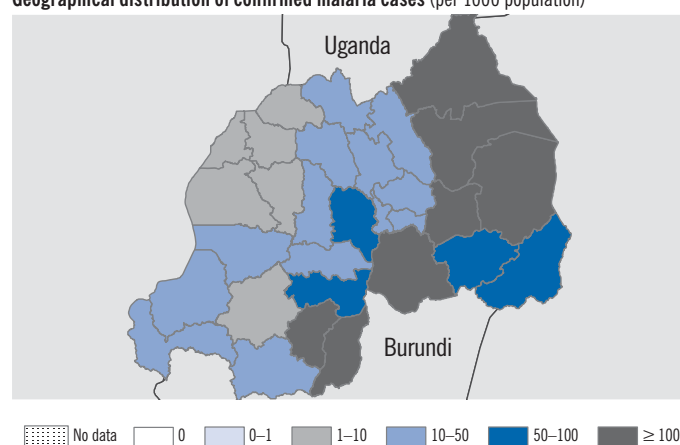 Geographical distribution of confirmed malaria cases (per 1000 population)
Uganda
Burundi
No data 0 0–1 1–10 10–50 50–100 ≥ 100